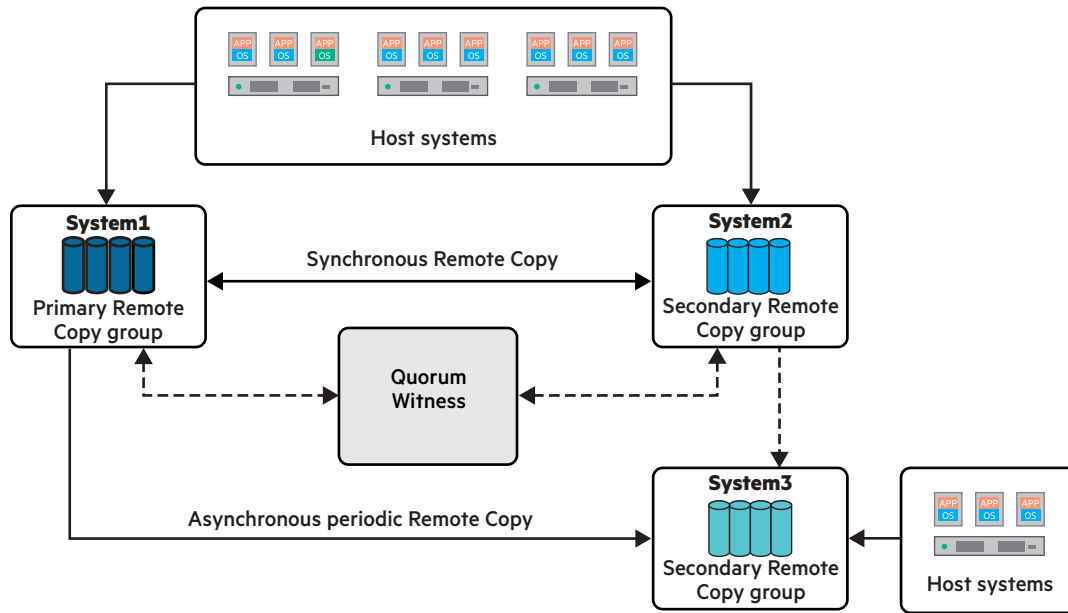 APP APP APP APP APP APP APP APP APP
OS OS OS OS OS OS OS OS OS
Host systems
System1
Primary Remote
Copy group
Synchronous Remote Copy
System2
Secondary Remote
Copy group
Quorum
Witness
Asynchronous periodic Remote Copy
System3
Secondary Remote
Copy group
APP APP APP
OS OS OS
Host systems